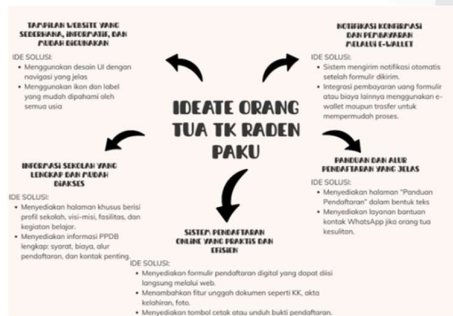 TAMPILAN WEBSITE YANG
SEDERHANA, INFORMATIF, DAN
MUDAH DIGUNAKAN
IDE SOLUSI:
• Menggunakan desain UI dengan
navigasi yang jelas
• Menggunakan ikon dan label
yang mudah dipahami oleh
semua usia
NOTIFIKASI KONFIRMASI
DAN PEMBAYARAN
MELALUI E-WALLET
IDE SOLUSI:
• Sistem mengirim notifikasi otomatis
setelah formulir dikirim.
• Integrasi pembayaran uang formulir
atau biaya lainnya menggunakan e-
wallet maupun trasfer untuk
mempermudah proses.
IDEATE ORANG
TUA TK RADEN
PAKU
INFORMASI SEKOLAH YANG
LENGKAP DAN MUDAH
DIAKSES
IDE SOLUSI:
• Menyediakan halaman khusus berisi
profil sekolah, visi-misi, fasilitas, dan
kegiatan belajar.
• Menyediakan informasi PPDB
lengkap: syarat, biaya, alur
pendaftaran, dan kontak penting.
PANDUAN DAN ALUR
PENDAFTARAN YANG JELAS
IDE SOLUSI:
• Menyediakan halaman "Panduan
Pendaftaran" dalam bentuk teks
• Menyediakan layanan bantuan
kontak WhatsApp jika orang tua
kesulitan.
SISTEM PENDAFTARAN
ONLINE YANG PRAKTIS DAN
EFISIEN
IDE SOLUSI:
• Menyediakan formulir pendaftaran digital yang dapat diisi
langsung melalui web.
• Menambahkan fitur unggah dokumen seperti KK, akta
kelahiran, foto.
• Menyediakan tombol cetak atau unduh bukti pendaftaran.